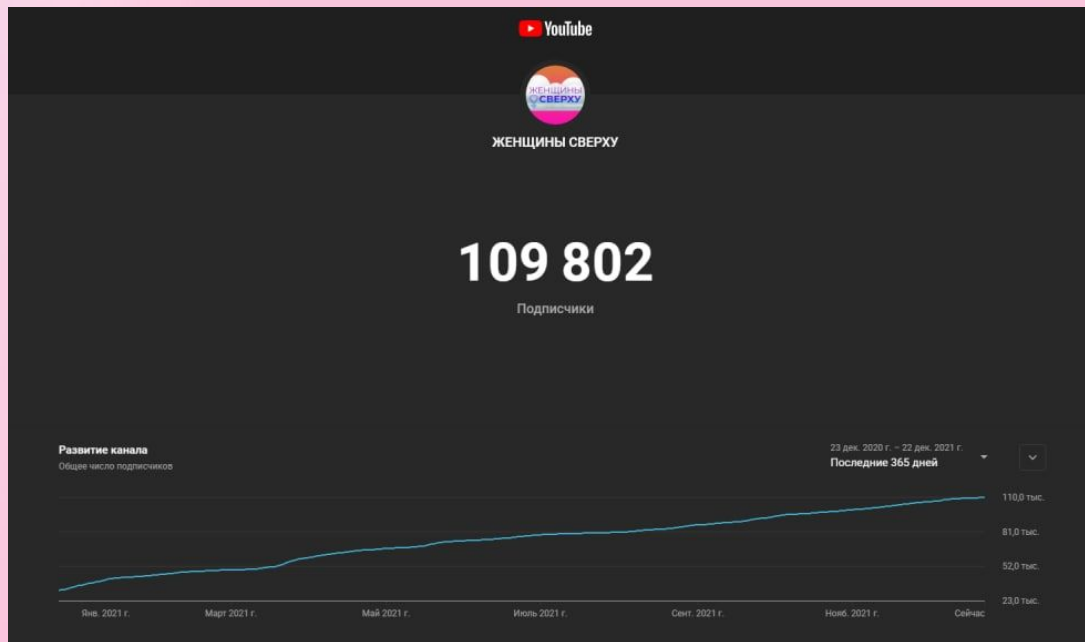 YouTube
ЖЕНЩИНЫ
СВЕРХУ
ЖЕНЩИНЫ СВЕРХУ
109 802
Подписчики
Развитие канала
Общее число подписчиков
23 дек. 2020 г. – 22 дек. 2021 г.
Последние 365 дней
110,0 тыс.
81,0 тыс.
52,0 тыс.
23,0 тыс.
Янв. 2021 г. Март 2021 г. Май 2021 г. Июль 2021 г. Сент. 2021 г. Нояб. 2021 г. Сейчас